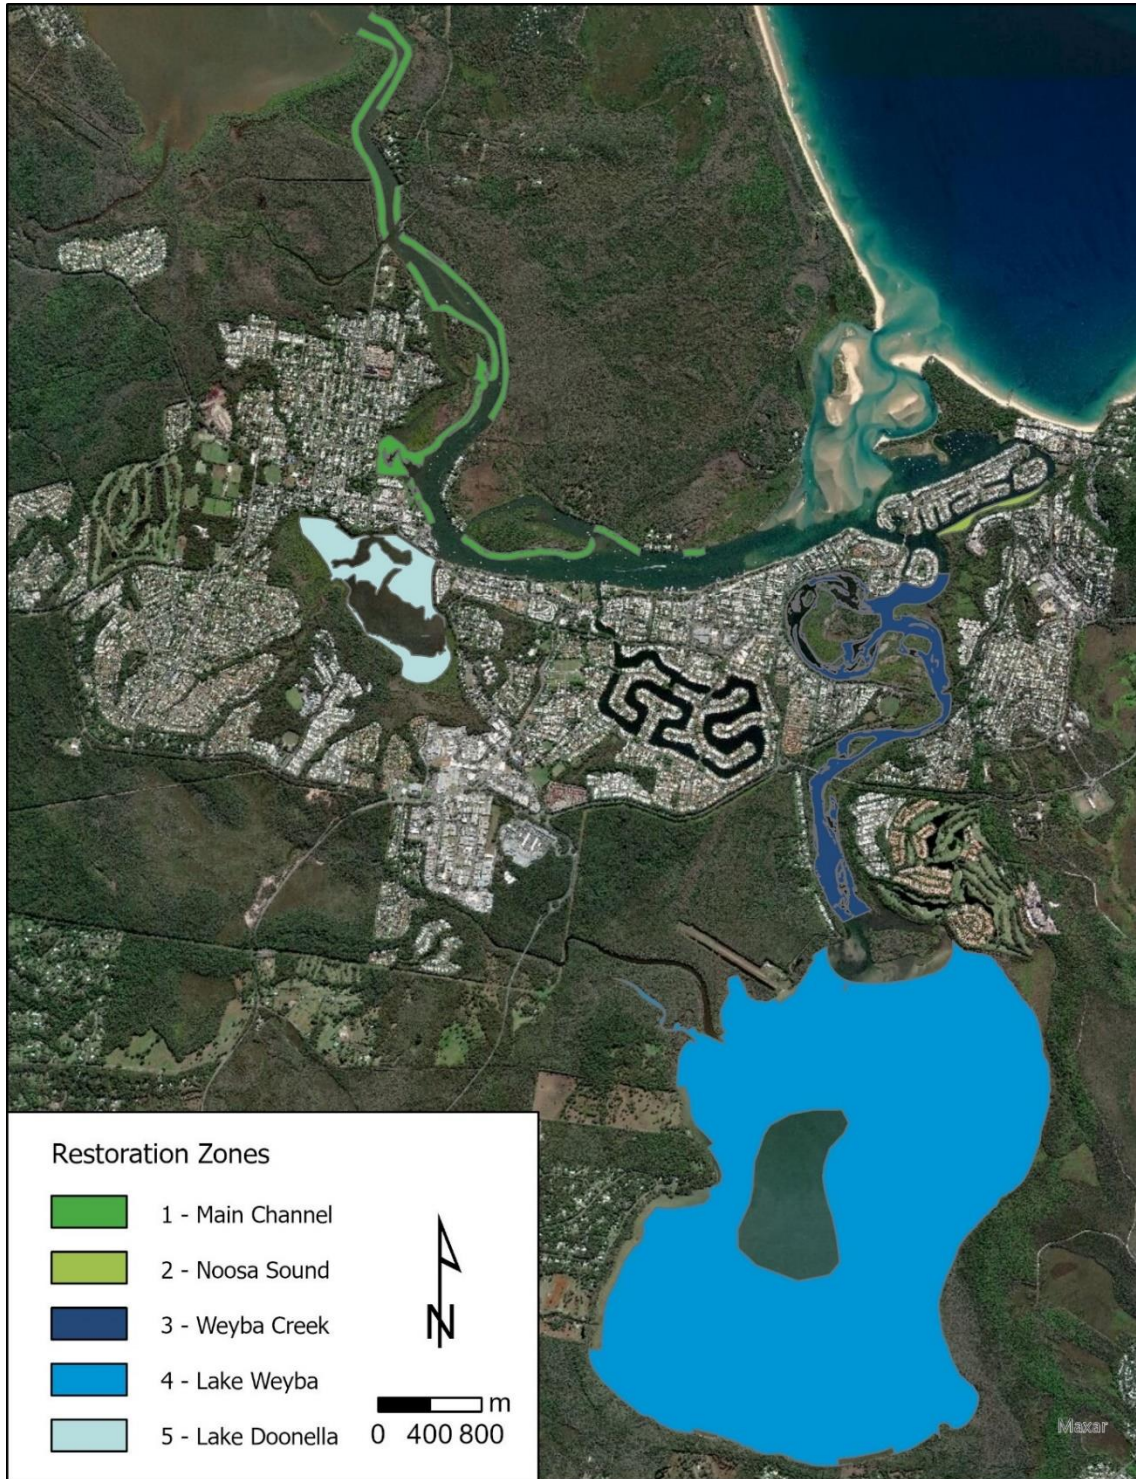 Restoration Zones
1 - Main Channel
2 - Noosa Sound
3 - Weyba Creek
4 - Lake Weyba
5 - Lake Doonella
N
m
0 400 800
Maxar